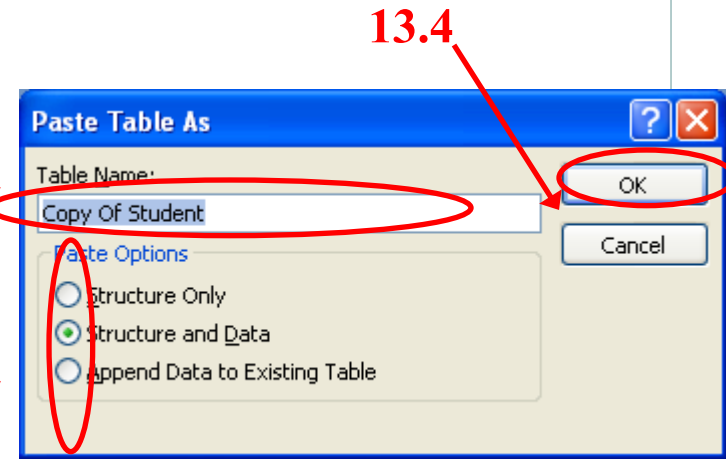 13.4
Paste Table As
Table Name:
OK
Copy Of Student
Cancel
Paste Options
Structure Only
Structure and Data
Append Data to Existing Table